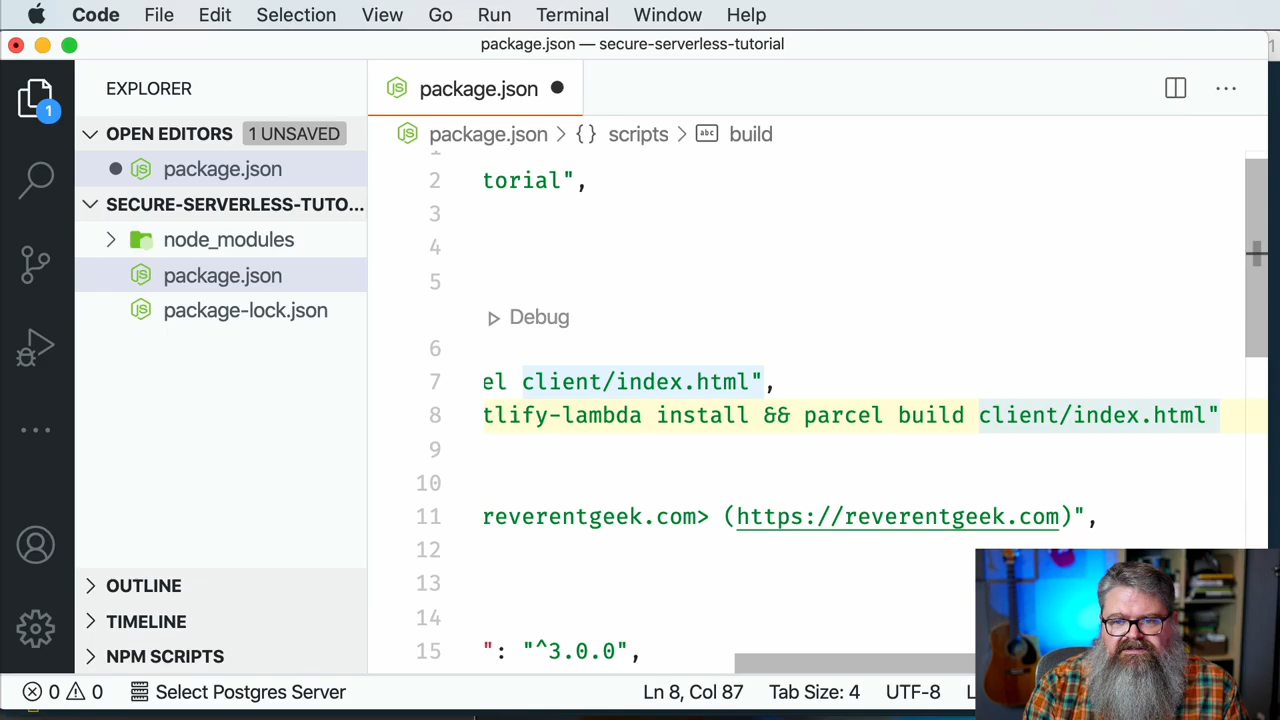 Code File Edit Selection View Go Run Terminal Window Help
package.json — secure-serverless-tutorial
1
EXPLORER
package.json
OPEN EDITORS 1 UNSAVED
package.json > {} scripts > abc build
package.json
1
2 torial",
SECURE-SERVERLESS-TUTO...
3
node_modules
4
package.json
5
package-lock.json
Debug
6
7 el client/index.html",
8 tlify-lambda install && parcel build client/index.html"
9
10
11 reverentgeek.com> (https://reverentgeek.com)",
12
13
14
15 ": "^3.0.0",
OUTLINE
TIMELINE
NPM SCRIPTS
0 0 Select Postgres Server Ln 8, Col 87 Tab Size: 4 UTF-8 L